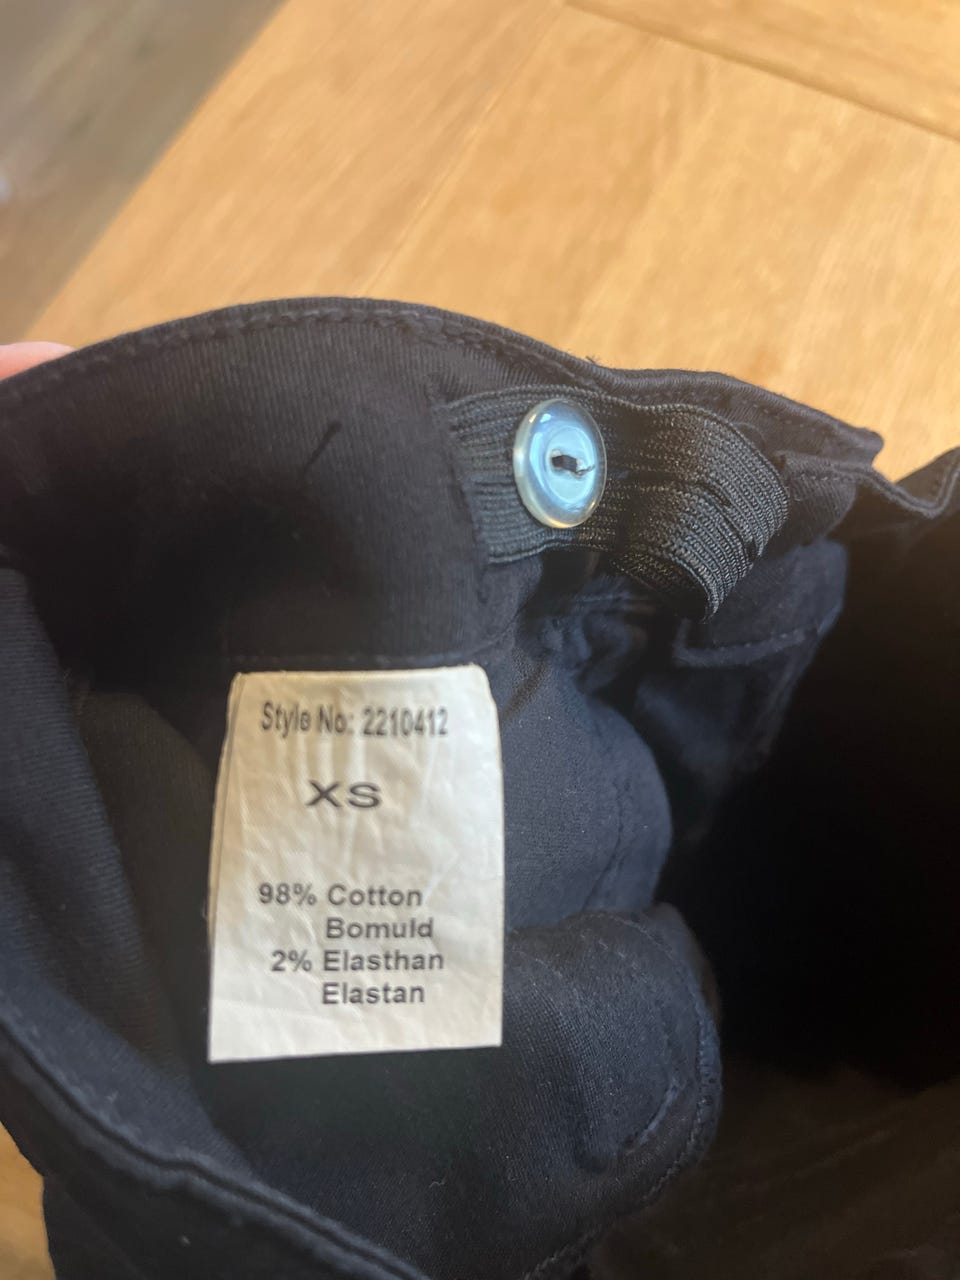 Style No: 2210412
XS
98% Cotton
Bomuld
2% Elasthan
Elastan